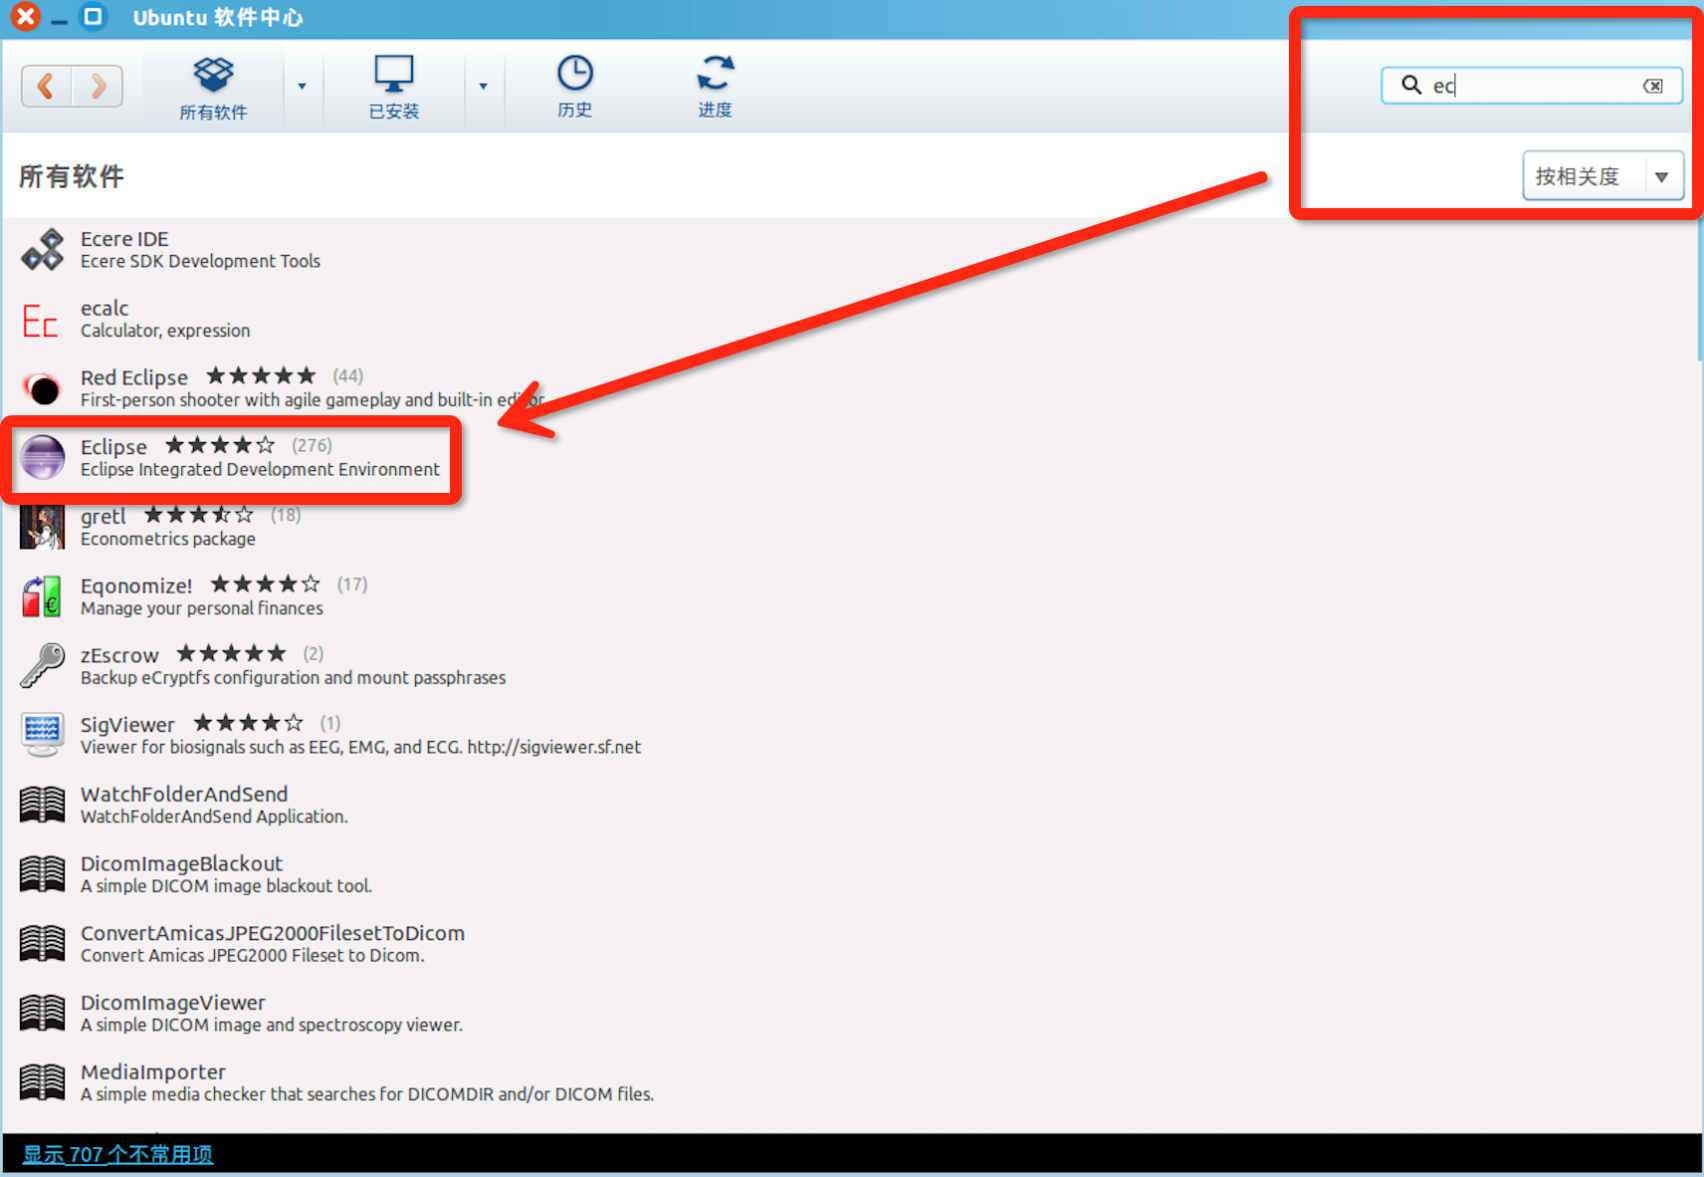 Ubuntu 软件中心
所有软件
已安装
历史
进度
ec
所有软件
按相关度
Ecere IDE
Ecere SDK Development Tools
Ec
ecalc
Calculator, expression
Red Eclipse ★★★★★ (44)
First-person shooter with agile gameplay and built-in editor
Eclipse ★★★★☆ (276)
Eclipse Integrated Development Environment
gretl (18)
Econometrics package
Eqonomize! ★★★★☆ (17)
Manage your personal finances
zEscrow ★★★★★ (2)
Backup eCryptfs configuration and mount passphrases
SigViewer ★★★★☆ (1)
Viewer for biosignals such as EEG, EMG, and ECG. http://sigviewer.sf.net
WatchFolderAndSend
WatchFolderAndSend Application.
DicomImageBlackout
A simple DICOM image blackout tool.
ConvertAmicasJPEG2000FilesetToDicom
Convert Amicas JPEG2000 Fileset to Dicom.
DicomImageViewer
A simple DICOM image and spectroscopy viewer.
MediaImporter
A simple media checker that searches for DICOMDIR and/or DICOM files.
显示 707 个不常用项